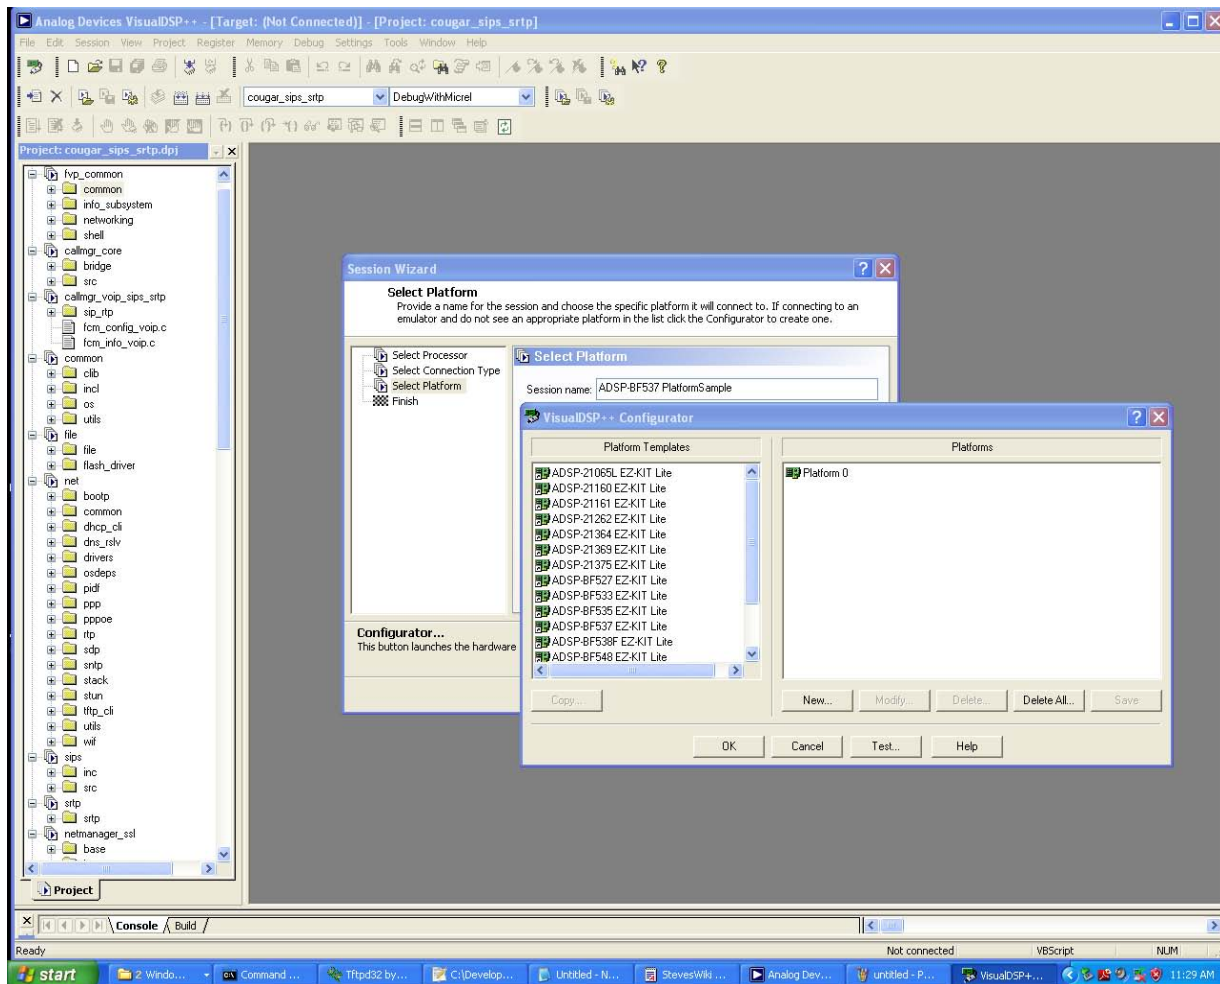 Analog Devices VisualDSP++ - [Target: (Not Connected)] - [Project: cougar_sips_srtp]
File Edit Session View Project Register Memory Debug Settings Tools Window Help
cougar_sips_srtp DebugWithMicrel
Project: cougar_sips_srtp.dpj
fvp_common
common
info_subsystem
networking
shell
callmgr_core
bridge
src
callmgr_voip_sips_srtp
sip_rtp
fcm_config_voip.c
fcm_info_voip.c
common
clib
incl
os
utils
file
file
flash_driver
net
bootp
common
dhcp_cli
dns_rslv
drivers
osdeps
pidf
ppp
pppoe
rtp
sdp
sntp
stack
stun
tftp_cli
utils
wif
sips
inc
src
srtp
srtp
netmanager_ssl
base
Project
Session Wizard
Select Platform
Provide a name for the session and choose the specific platform it will connect to. If connecting to an
emulator and do not see an appropriate platform in the list click the Configurator to create one.
Select Processor
Select Connection Type
Select Platform
Finish
Select Platform
Session name: ADSP-BF537 PlatformSample
Configurator...
This button launches the hardware
VisualDSP++ Configurator
Platform Templates
ADSP-21065L EZ-KIT Lite
ADSP-21160 EZ-KIT Lite
ADSP-21161 EZ-KIT Lite
ADSP-21262 EZ-KIT Lite
ADSP-21364 EZ-KIT Lite
ADSP-21369 EZ-KIT Lite
ADSP-21375 EZ-KIT Lite
ADSP-BF527 EZ-KIT Lite
ADSP-BF533 EZ-KIT Lite
ADSP-BF535 EZ-KIT Lite
ADSP-BF537 EZ-KIT Lite
ADSP-BF538F EZ-KIT Lite
ADSP-BF548 EZ-KIT Lite
Copy...
Platforms
Platform 0
New... Modify... Delete... Delete All... Save
OK Cancel Test... Help
Console Build
Ready Not connected VBScript NUM
start 2 Windo... Command ... Tftpd32 by... C:\Develop... Untitled - N... StevesWiki ... Analog Dev... untitled - P... VisualDSP+... 11:29 AM